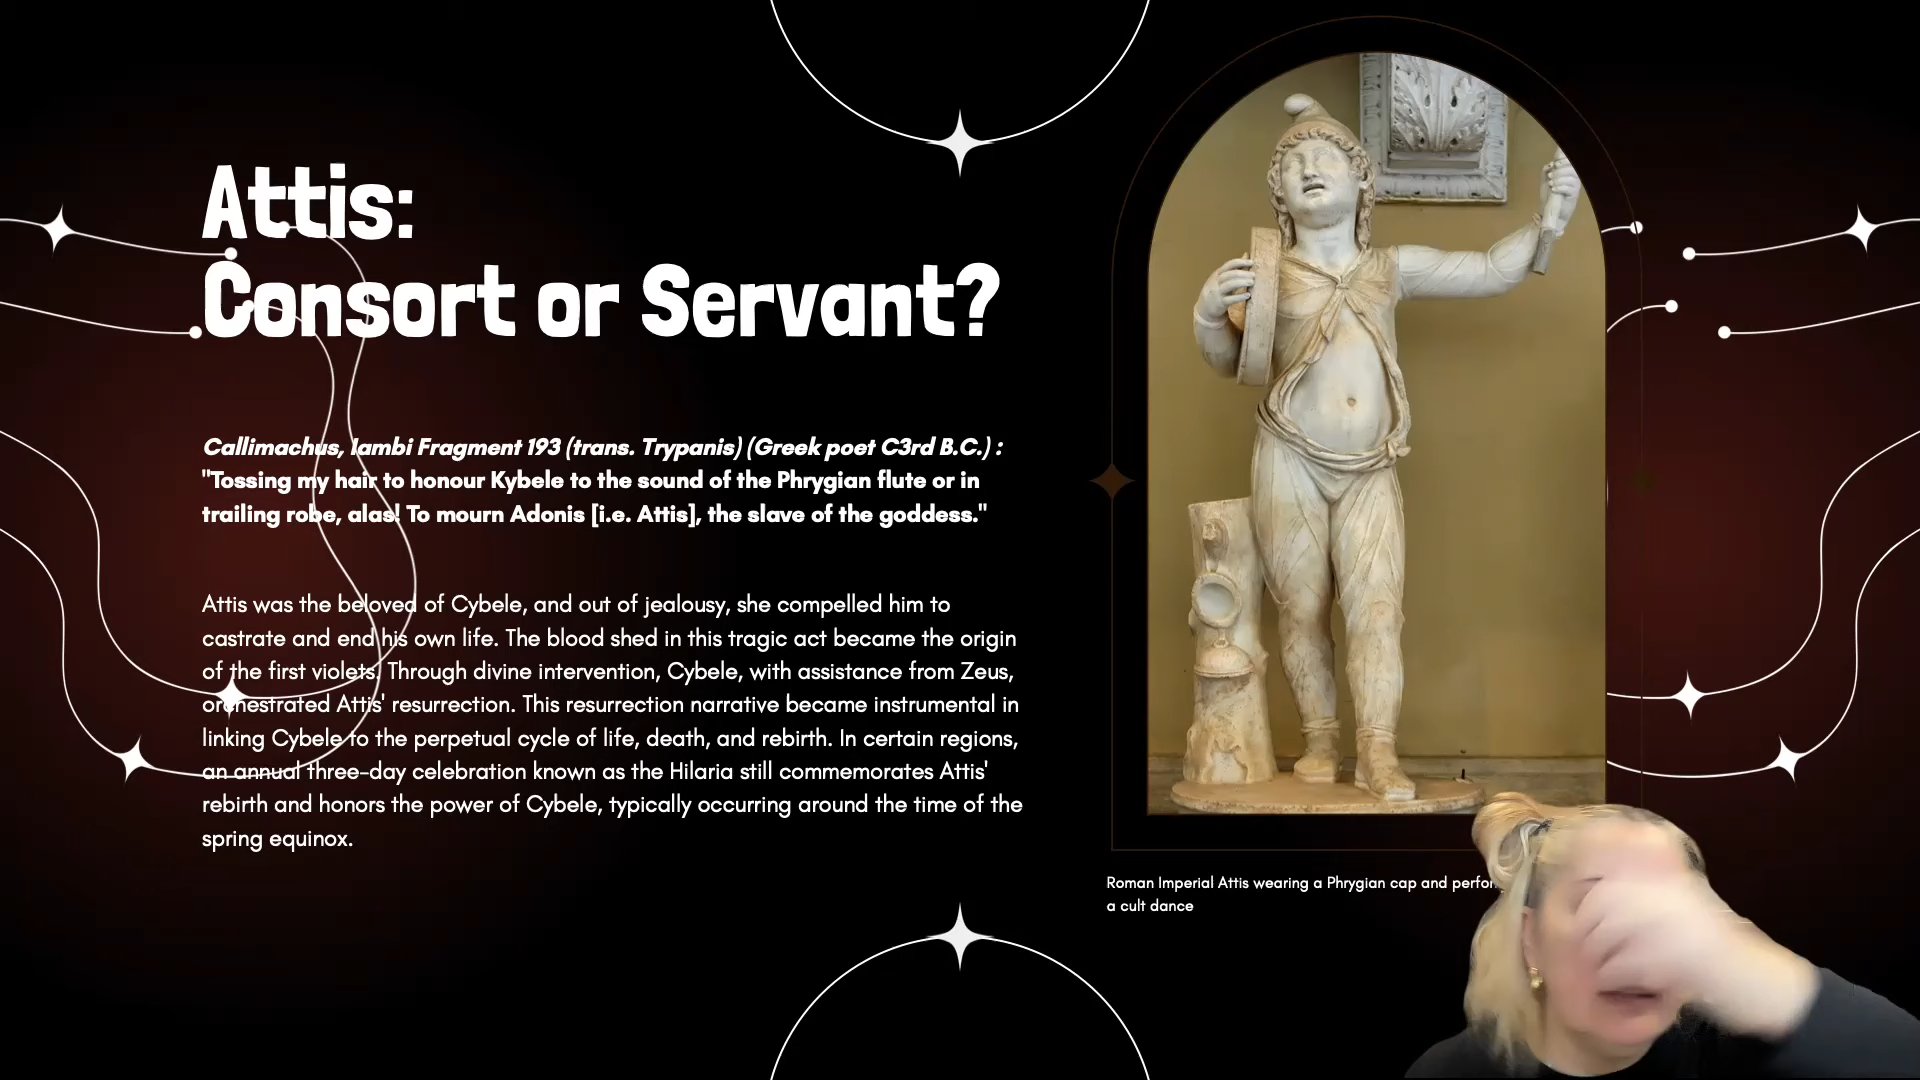 Attis:
Consort or Servant?
Callimachus, Iambi Fragment 193 (trans. Trypanis) (Greek poet C3rd B.C.) :
"Tossing my hair to honour Kybele to the sound of the Phrygian flute or in
trailing robe, alas! To mourn Adonis [i.e. Attis], the slave of the goddess."
Attis was the beloved of Cybele, and out of jealousy, she compelled him to
castrate and end his own life. The blood shed in this tragic act became the origin
of the first violets. Through divine intervention, Cybele, with assistance from Zeus,
orchestrated Attis' resurrection. This resurrection narrative became instrumental in
linking Cybele to the perpetual cycle of life, death, and rebirth. In certain regions,
an annual three-day celebration known as the Hilaria still commemorates Attis'
rebirth and honors the power of Cybele, typically occurring around the time of the
spring equinox.
Roman Imperial Attis wearing a Phrygian cap and
a cult dance